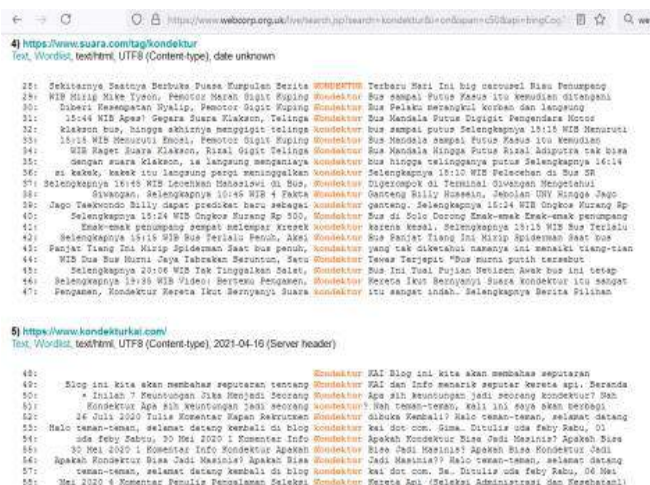 https://www.webcorp.org.uk/live/search.jsp?search=kondektur
4) https://www.suara.com/tag/kondektur
Text, Wordlist, text/html, UTF8 (Content-type), date unknown
28: Sekitarnya Saatnya Berbuka Puasa Kumpulan Berita KONDEKTUR Terbaru Hari Ini big carousel Riau Penumpang
29: WIB Mirip Mike Tyson, Pemotor Marah Gigit Kuping Kondektur Bus sampai Putus Kasus itu kemudian ditangani
30: Diberi Kesempatan Nyalip, Pemotor Gigit Kuping Kondektur Bus Pelaku merangkul korban dan langsung
31: 15:44 WIB Apes! Gegara Suara Klakson, Telinga Kondektur Bus Mandala Putus Digigit Pengendara Motor
32: klakson bus, hingga akhirnya menggigit telinga kondektur bus sampai putus Selengkapnya 15:15 WIB Menuruti
33: 15:15 WIB Menuruti Emosi, Pemotor Gigit Kuping Kondektur Bus Mandala sampai Putus Kasus itu kemudian
34: WIB Kaget Suara Klakson, Rizal Gigit Telinga Kondektur Bus Mandala Hingga Putus Rizal Adiputra tak bisa
35: dengan suara klakson, ia langsung menganiaya kondektur bus hingga telinganya putus Selengkapnya 16:14
36: si kakek, kakek itu langsung pergi meninggalkan kondektur Selengkapnya 15:10 WIB Pelecehan di Bus SR
37: Selengkapnya 16:45 WIB Lecehkan Mahasiswi di Bus, Kondektur Digerompok di Terminal Giwangan Mengetahui
38: Giwangan. Selengkapnya 10:45 WIB 4 Fakta Kondektur Ganteng Billy Hussein, Jebolan UNY Hingga Jago
39: Jago Taekwondo Billy dapat predikat baru sebagai kondektur ganteng. Selengkapnya 15:24 WIB Ongkos Kurang Rp
40: Selengkapnya 15:24 WIB Ongkos Kurang Rp 500, Kondektur Bus di Solo Dorong Emak-emak Emak-emak penumpang
41: Emak-emak penumpang sempat melempar kresek kondektur karena kesal. Selengkapnya 15:15 WIB Bus Terlalu
42: Selengkapnya 15:15 WIB Bus Terlalu Penuh, Aksi Kondektur Bus Panjat Tiang Ini Mirip Spiderman Saat bus
43: Panjat Tiang Ini Mirip Spiderman Saat bus penuh, kondektur yang tak diketahui namanya ini menaiki tiang-tian
44: WIB Dua Bus Murni Jaya Tabrakan Beruntun, Satu Kondektur Tewas Terjepit "Bus murni putih tersebut
45: Selengkapnya 20:06 WIB Tak Tinggalkan Salat, Kondektur Bus Ini Tuai Pujian Netizen Awak bus ini tetap
46: Selengkapnya 19:35 WIB Video: Bertemu Pengamen, Kondektur Kereta Ikut Bernyanyi Suara kondektur itu sangat
47: Pengamen, Kondektur Kereta Ikut Bernyanyi Suara kondektur itu sangat indah. Selengkapnya Berita Pilihan
5) https://www.kondekturkai.com/
Text, Wordlist, text/html, UTF8 (Content-type), 2021-04-16 (Server header)
48: Kondektur KAI Blog ini kita akan membahas seputaran
49: Blog ini kita akan membahas seputaran tentang Kondektur KAI dan Info menarik seputar kereta api. Beranda
50: * Inilah 7 Keuntungan Jika Menjadi Seorang Kondektur Apa sih keuntungan jadi seorang kondektur? Nah
51: Kondektur Apa sih keuntungan jadi seorang kondektur? Nah teman-teman, kali ini saya akan berbagi
52: 26 Juli 2020 Tulis Komentar Kapan Rekrutmen Kondektur dibuka Kembali? Halo teman-teman, selamat datang
53: Halo teman-teman, selamat datang kembali di blog kondektur kai dot com. Gima.. Ditulis uda feby Rabu, 01
54: uda feby Sabtu, 30 Mei 2020 1 Komentar Info Kondektur Apakah Kondektur Bisa Jadi Masinis? Apakah Bisa
55: 30 Mei 2020 1 Komentar Info Kondektur Apakah Kondektur Bisa Jadi Masinis? Apakah Bisa Kondektur Jadi
56: Apakah Kondektur Bisa Jadi Masinis? Apakah Bisa Kondektur Jadi Masinis?? Halo teman-teman, selamat datang
57: teman-teman, selamat datang kembali di blog kondektur kai dot com. Sa.. Ditulis uda feby Rabu, 06 Mei
58: Mei 2020 4 Komentar Penulis Pengalaman Seleksi Kondektur Kereta Api (Seleksi Administrasi dan Kesehatan)